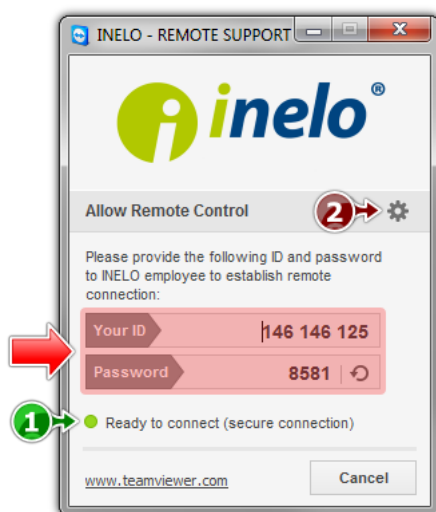 INELO - REMOTE SUPPORT
inelo®
Allow Remote Control
2
Please provide the following ID and password
to INELO employee to establish remote
connection:
Your ID 146 146 125
Password 8581
1
Ready to connect (secure connection)
www.teamviewer.com
Cancel